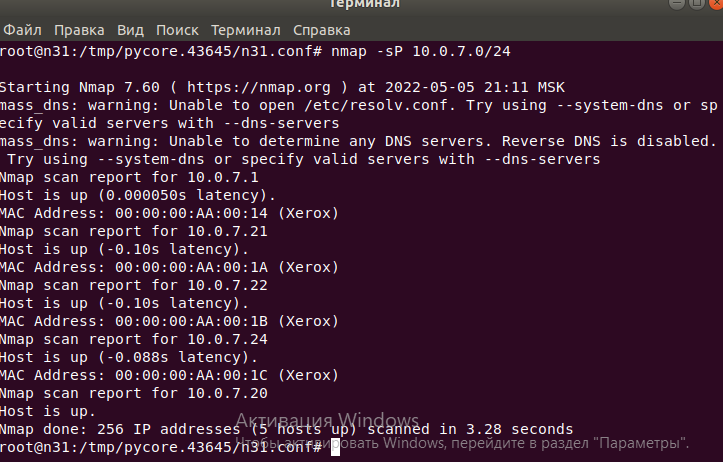 Терминал
Файл Правка Вид Поиск Терминал Справка
root@n31:/tmp/pycore.43645/n31.conf# nmap -sP 10.0.7.0/24
Starting Nmap 7.60 ( https://nmap.org ) at 2022-05-05 21:11 MSK
mass_dns: warning: Unable to open /etc/resolv.conf. Try using --system-dns or sp
ecify valid servers with --dns-servers
mass_dns: warning: Unable to determine any DNS servers. Reverse DNS is disabled.
Try using --system-dns or specify valid servers with --dns-servers
Nmap scan report for 10.0.7.1
Host is up (0.000050s latency).
MAC Address: 00:00:00:AA:00:14 (Xerox)
Nmap scan report for 10.0.7.21
Host is up (-0.10s latency).
MAC Address: 00:00:00:AA:00:1A (Xerox)
Nmap scan report for 10.0.7.22
Host is up (-0.10s latency).
MAC Address: 00:00:00:AA:00:1B (Xerox)
Nmap scan report for 10.0.7.24
Host is up (-0.088s latency).
MAC Address: 00:00:00:AA:00:1C (Xerox)
Nmap scan report for 10.0.7.20
Host is up.
Nmap done: 256 IP addresses (5 hosts up) scanned in 3.28 seconds
root@n31:/tmp/pycore.43645/n31.conf#
Активация Windows
Чтобы активировать Windows, перейдите в раздел "Параметры".